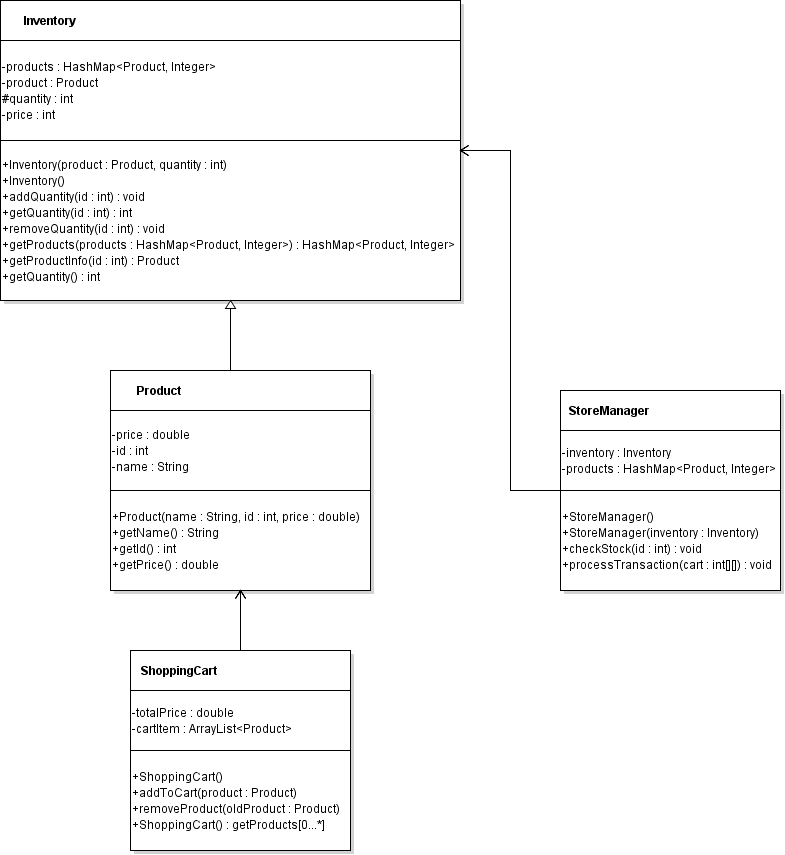 Inventory
-products : HashMap<Product, Integer>
-product : Product
#quantity : int
-price : int
+Inventory(product : Product, quantity : int)
+Inventory()
+addQuantity(id : int) : void
+getQuantity(id : int) : int
+removeQuantity(id : int) : void
+getProducts(products : HashMap<Product, Integer>) : HashMap<Product, Integer>
+getProductInfo(id : int) : Product
+getQuantity() : int
Product
-price : double
-id : int
-name : String
+Product(name : String, id : int, price : double)
+getName() : String
+getId() : int
+getPrice() : double
StoreManager
-inventory : Inventory
-products : HashMap<Product, Integer>
+StoreManager()
+StoreManager(inventory : Inventory)
+checkStock(id : int) : void
+processTransaction(cart : int[][]) : void
ShoppingCart
-totalPrice : double
-cartItem : ArrayList<Product>
+ShoppingCart()
+addToCart(product : Product)
+removeProduct(oldProduct : Product)
+ShoppingCart() : getProducts[0...*]